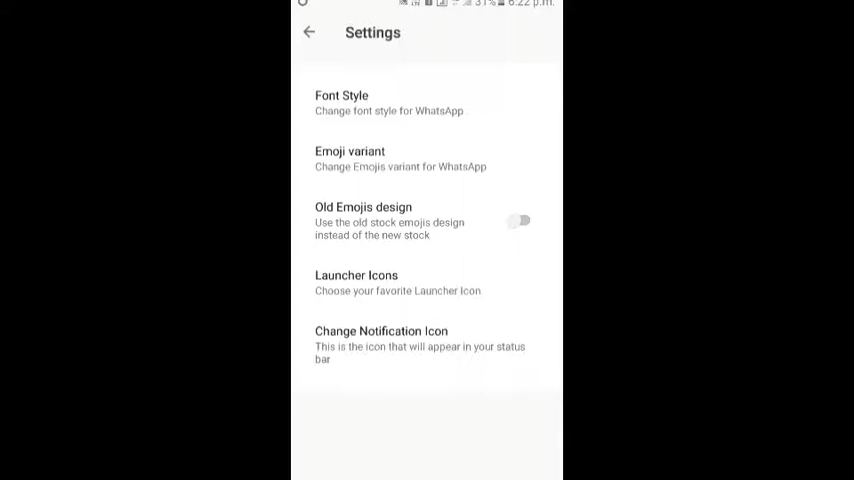 31% 6:22 p.m.
Settings
Font Style
Change font style for WhatsApp
Emoji variant
Change Emojis variant for WhatsApp
Old Emojis design
Use the old stock emojis design
instead of the new stock
Launcher Icons
Choose your favorite Launcher Icon
Change Notification Icon
This is the icon that will appear in your status
bar